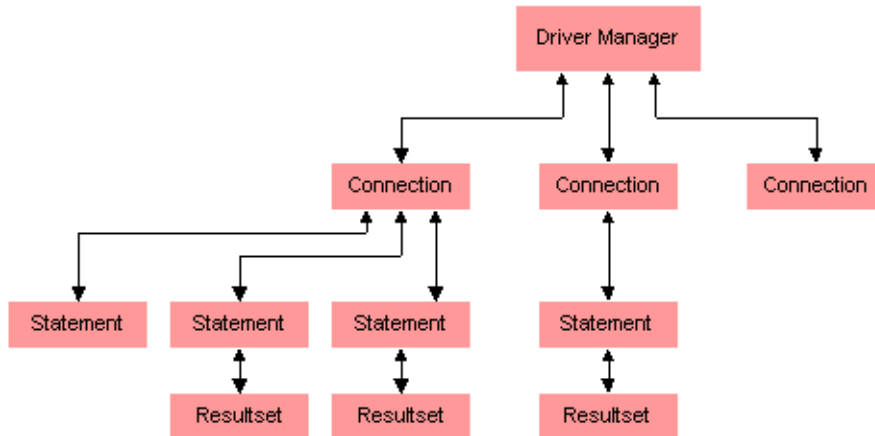 Driver Manager
Connection
Connection
Connection
Statement
Statement
Statement
Statement
Resultset
Resultset
Resultset